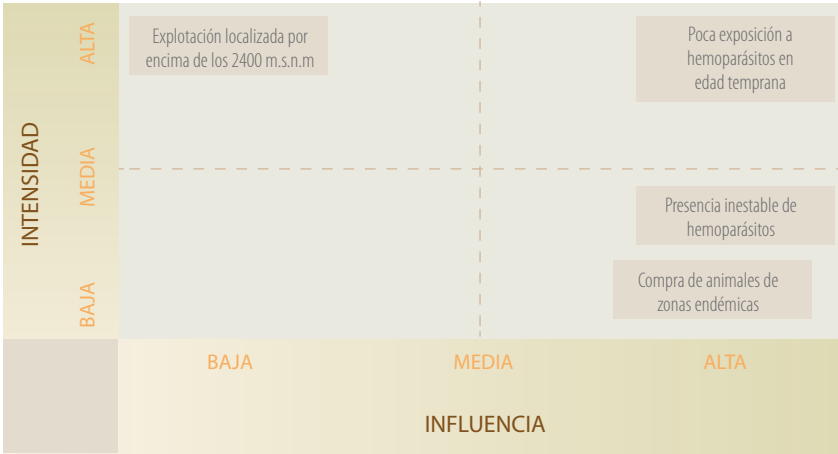 INTENSIDAD
ALTA
MEDIA
BAJA
Explotación localizada por
encima de los 2400 m.s.n.m
Poca exposición a
hemoparásitos en
edad temprana
Presencia inestable de
hemoparásitos
Compra de animales de
zonas endémicas
BAJA
MEDIA
ALTA
INFLUENCIA